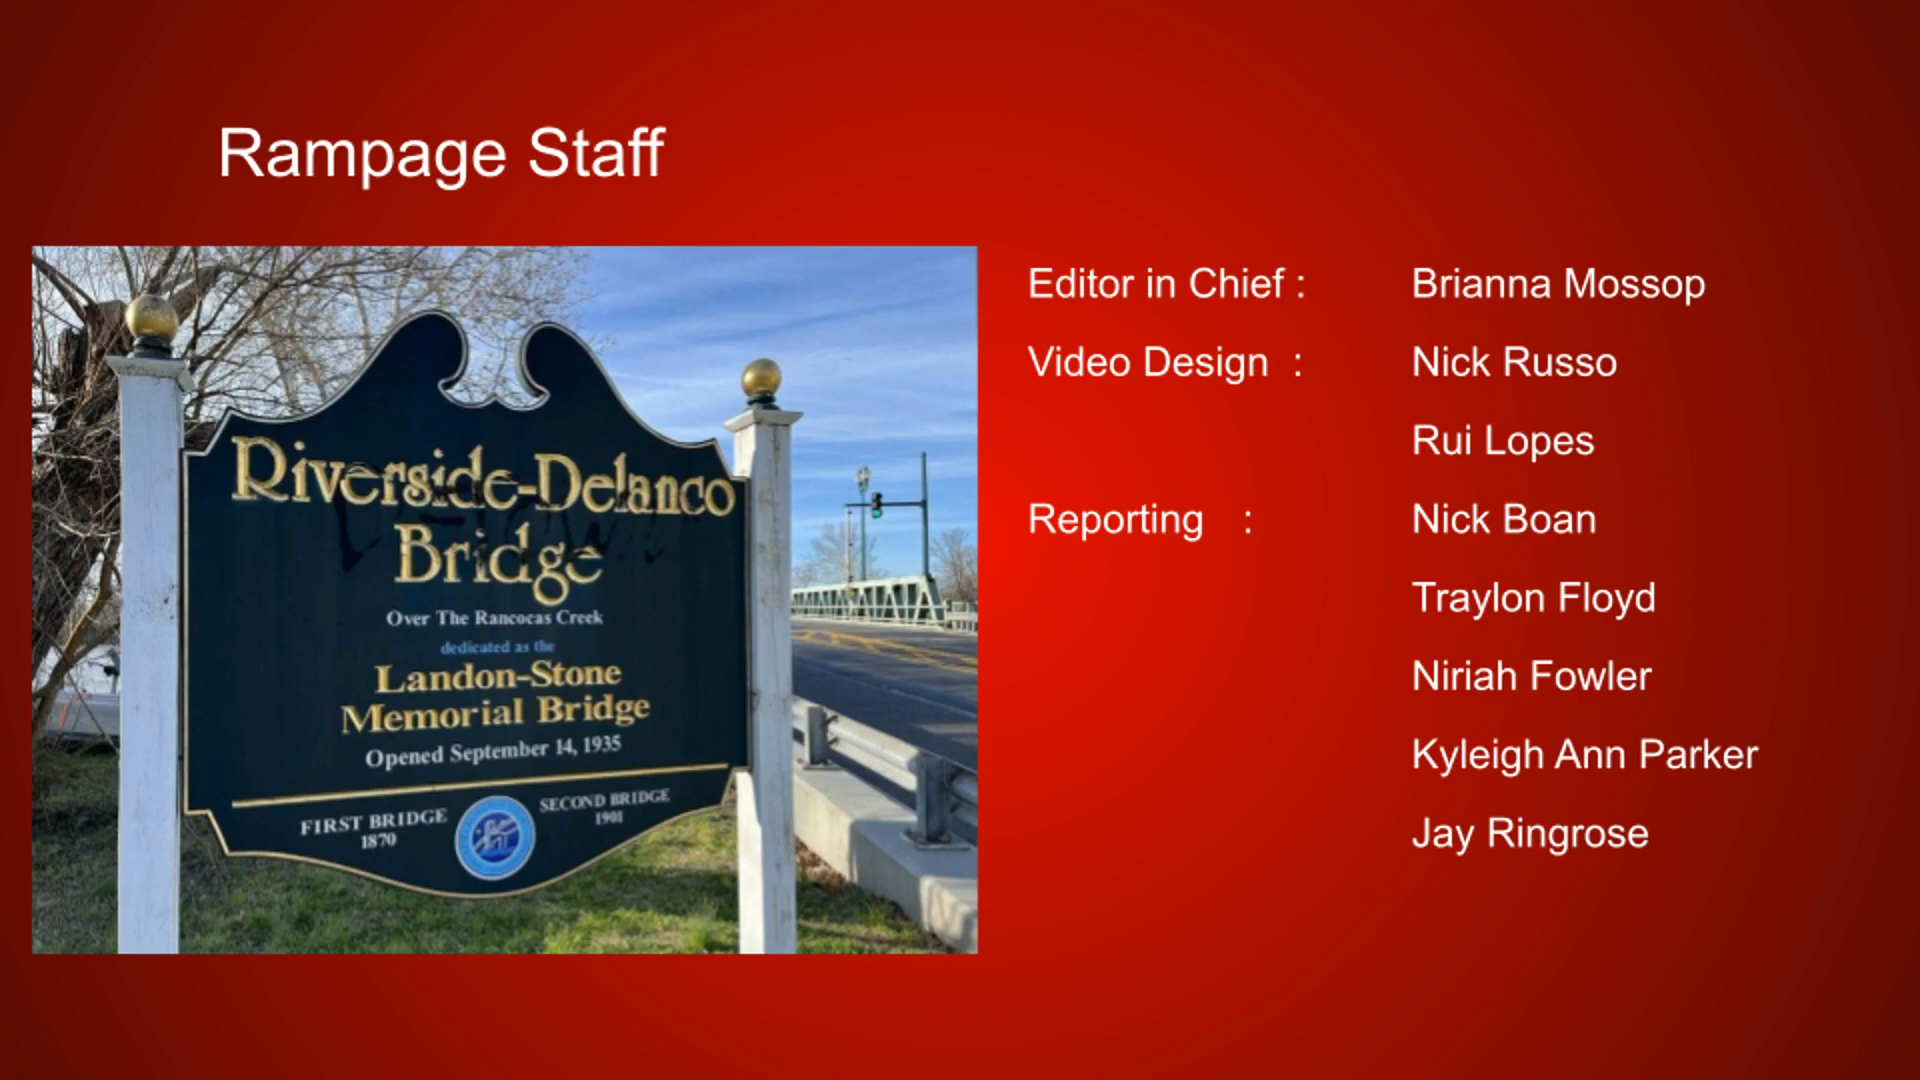 Rampage Staff
Riverside-Delanco
Bridge
Over The Rancocas Creek
dedicated as the
Landon-Stone
Memorial Bridge
Opened September 14, 1935
FIRST BRIDGE
1870
SECOND BRIDGE
1901
Editor in Chief : Brianna Mossop
Video Design : Nick Russo
Rui Lopes
Reporting : Nick Boan
Traylon Floyd
Niriah Fowler
Kyleigh Ann Parker
Jay Ringrose